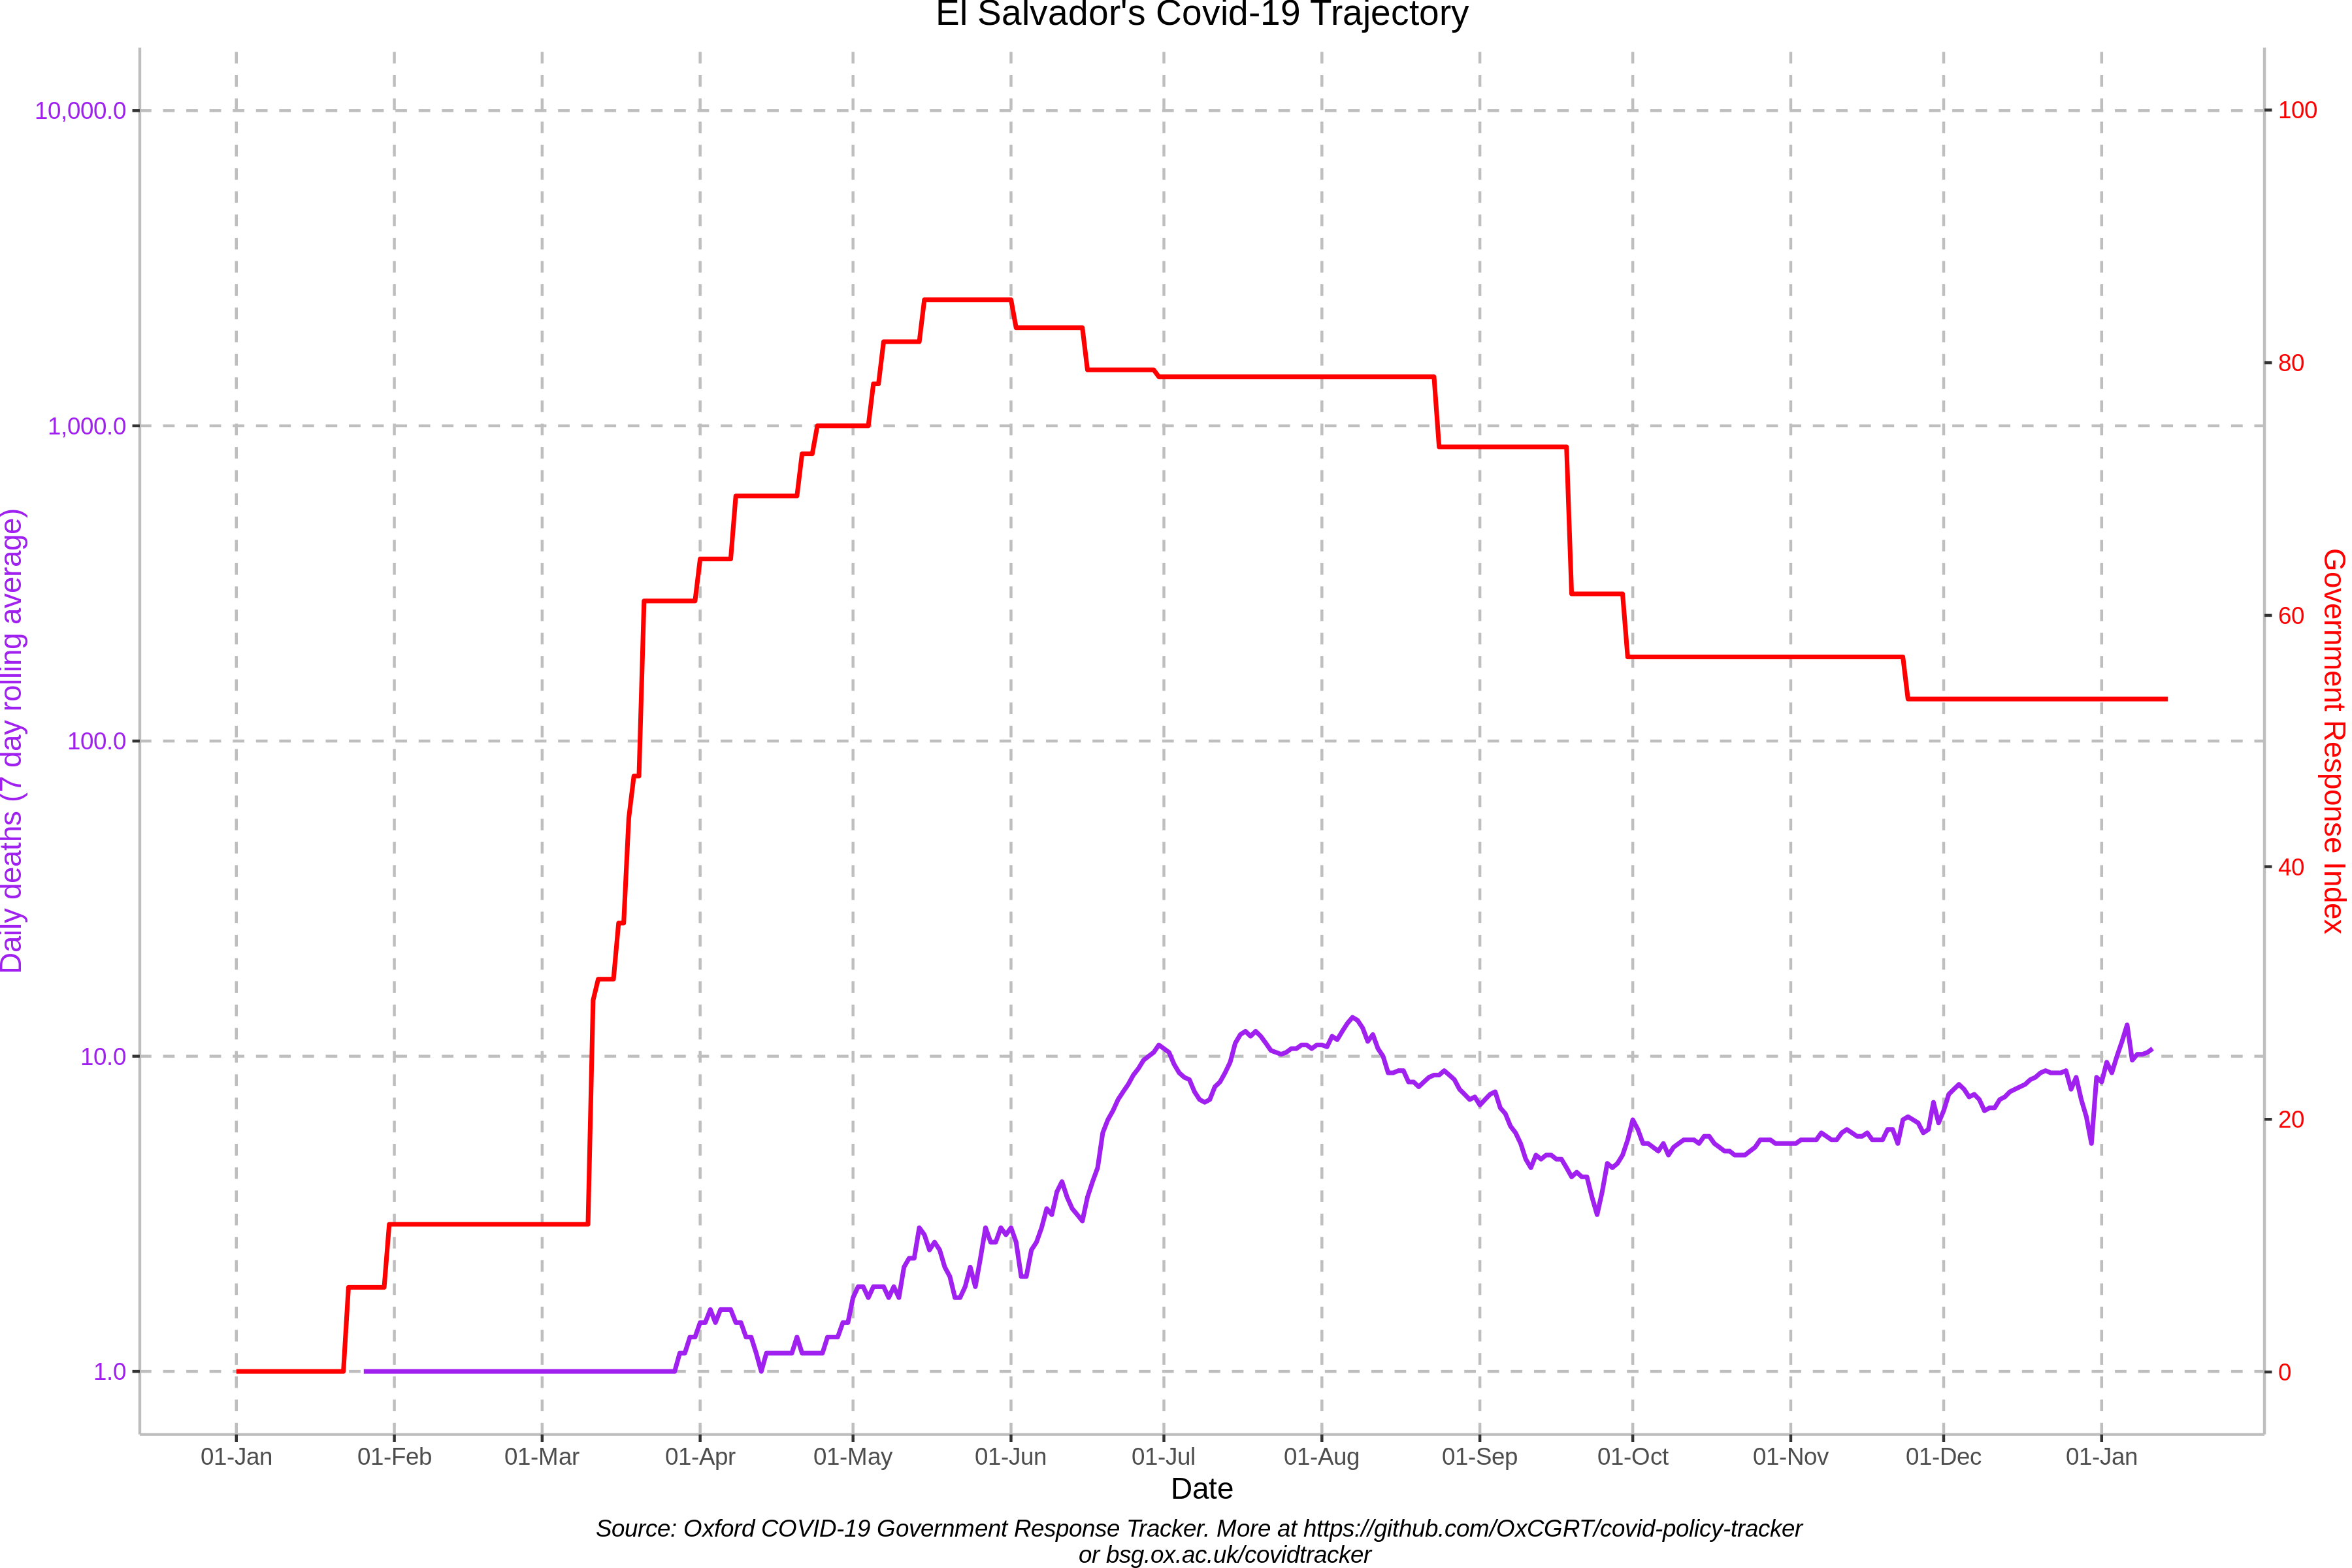 El Salvador's Covid-19 Trajectory
10,000.0
1,000.0
100.0
10.0
1.0
Daily deaths (7 day rolling average)
100
80
60
40
20
0
Government Response Index
01-Jan 01-Feb 01-Mar 01-Apr 01-May 01-Jun 01-Jul 01-Aug 01-Sep 01-Oct 01-Nov 01-Dec 01-Jan
Date
Source: Oxford COVID-19 Government Response Tracker. More at https://github.com/OxCGRT/covid-policy-tracker
or bsg.ox.ac.uk/covidtracker